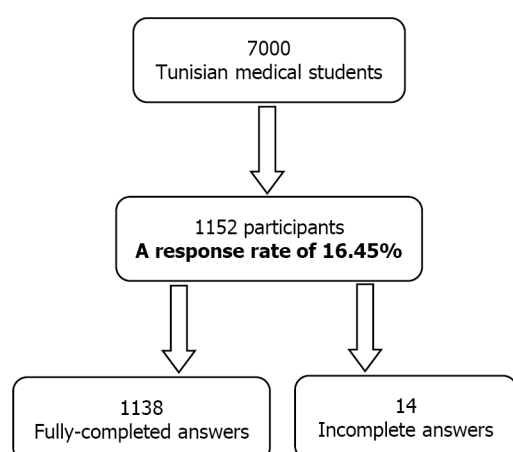 7000
Tunisian medical students
1152 participants
A response rate of 16.45%
1138
Fully-completed answers
14
Incomplete answers